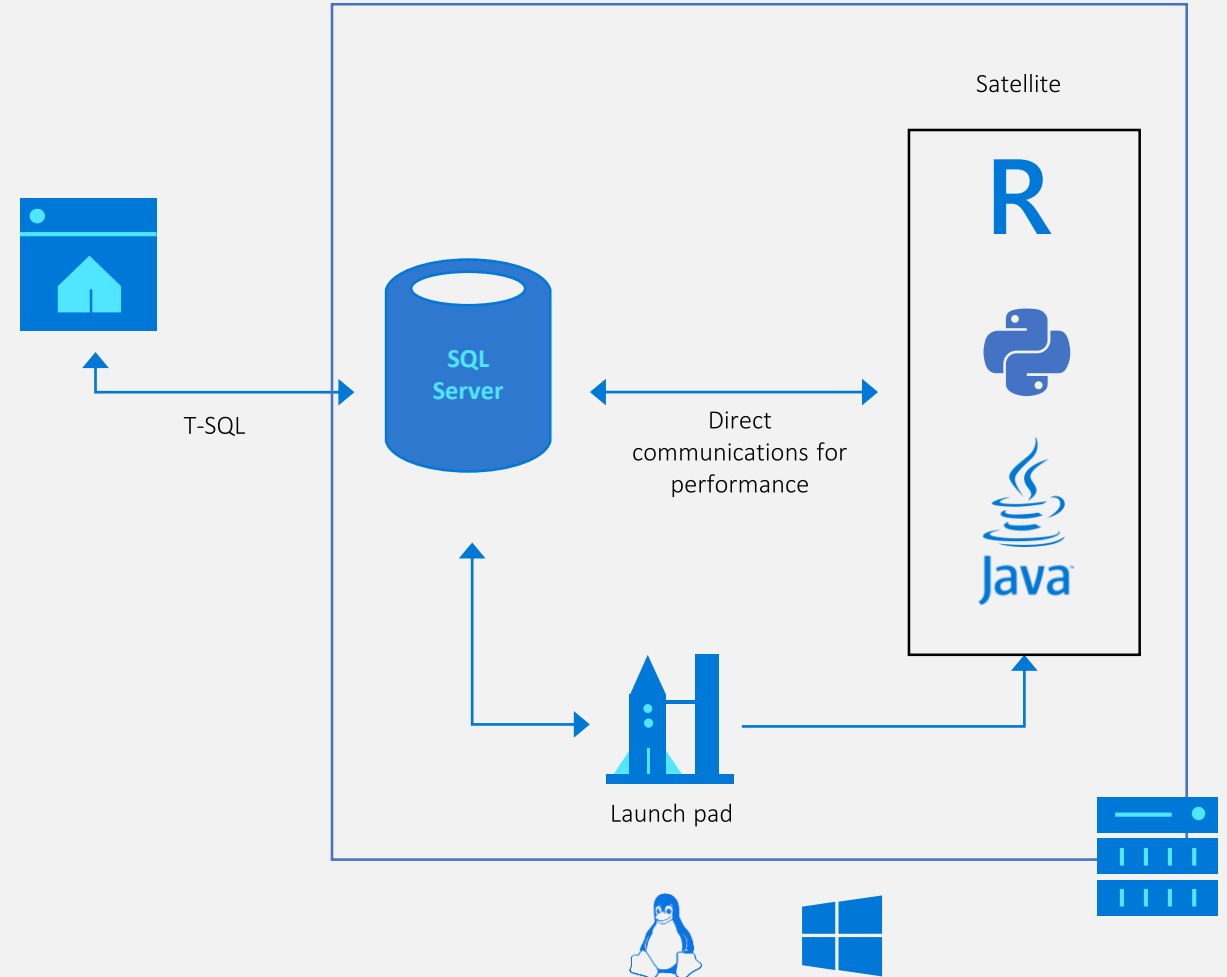 Satellite
R
SQL
Server
T-SQL
Direct
communications for
performance
Java
Launch pad